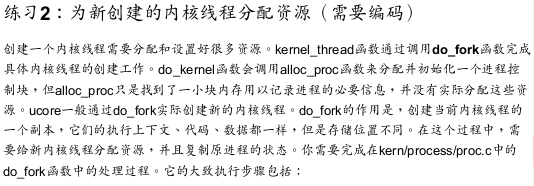 练习2：为新创建的内核线程分配资源（需要编码）
创建一个内核线程需要分配和设置好很多资源。kernel_thread函数通过调用do_fork函数完成
具体内核线程的创建工作。do_kernel函数会调用alloc_proc函数来分配并初始化一个进程控
制块，但alloc_proc只是找到了一小块内存用以记录进程的必要信息，并没有实际分配这些资
源。ucore一般通过do_fork实际创建新的内核线程。do_fork的作用是，创建当前内核线程的
一个副本，它们的执行上下文、代码、数据都一样，但是存储位置不同。在这个过程中，需
要给新内核线程分配资源，并且复制原进程的状态。你需要完成在kern/process/proc.c中的
do_fork函数中的处理过程。它的大致执行步骤包括：